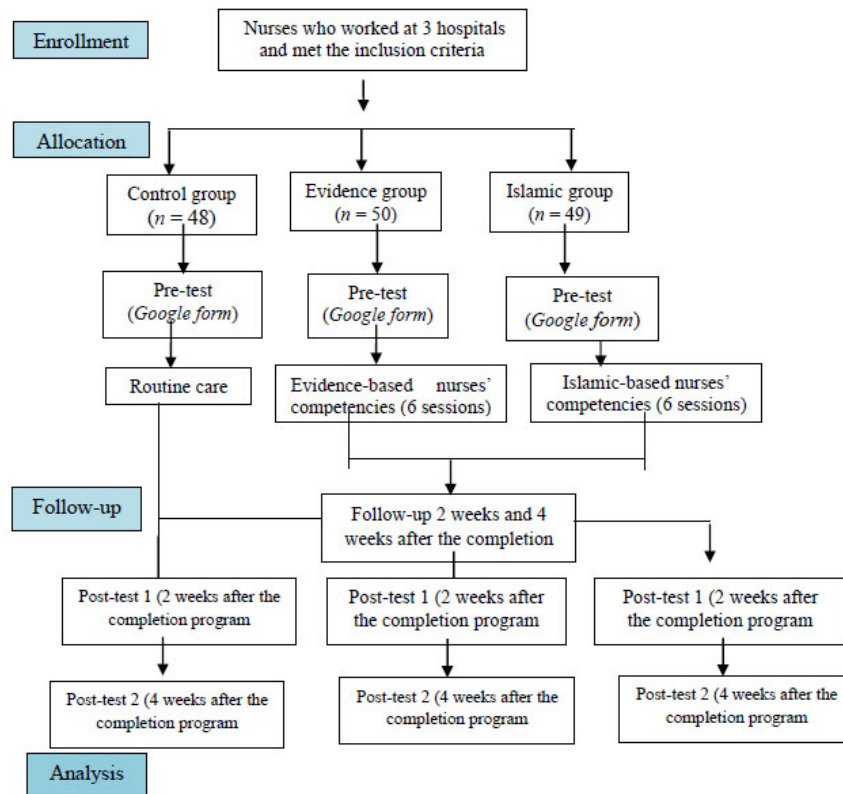 Enrollment
Nurses who worked at 3 hospitals
and met the inclusion criteria
Allocation
Control group
(n = 48)
Evidence group
(n = 50)
Islamic group
(n = 49)
Pre-test
(Google form)
Pre-test
(Google form)
Pre-test
(Google form)
Routine care
Evidence-based nurses’
competencies (6 sessions)
Islamic-based nurses’
competencies (6 sessions)
Follow-up
Follow-up 2 weeks and 4
weeks after the completion
Post-test 1 (2 weeks after the
completion program
Post-test 1 (2 weeks after
the completion program
Post-test 1 (2 weeks after
the completion program
Post-test 2 (4 weeks after the
completion program
Post-test 2 (4 weeks after the
completion program
Post-test 2 (4 weeks after the
completion program
Analysis